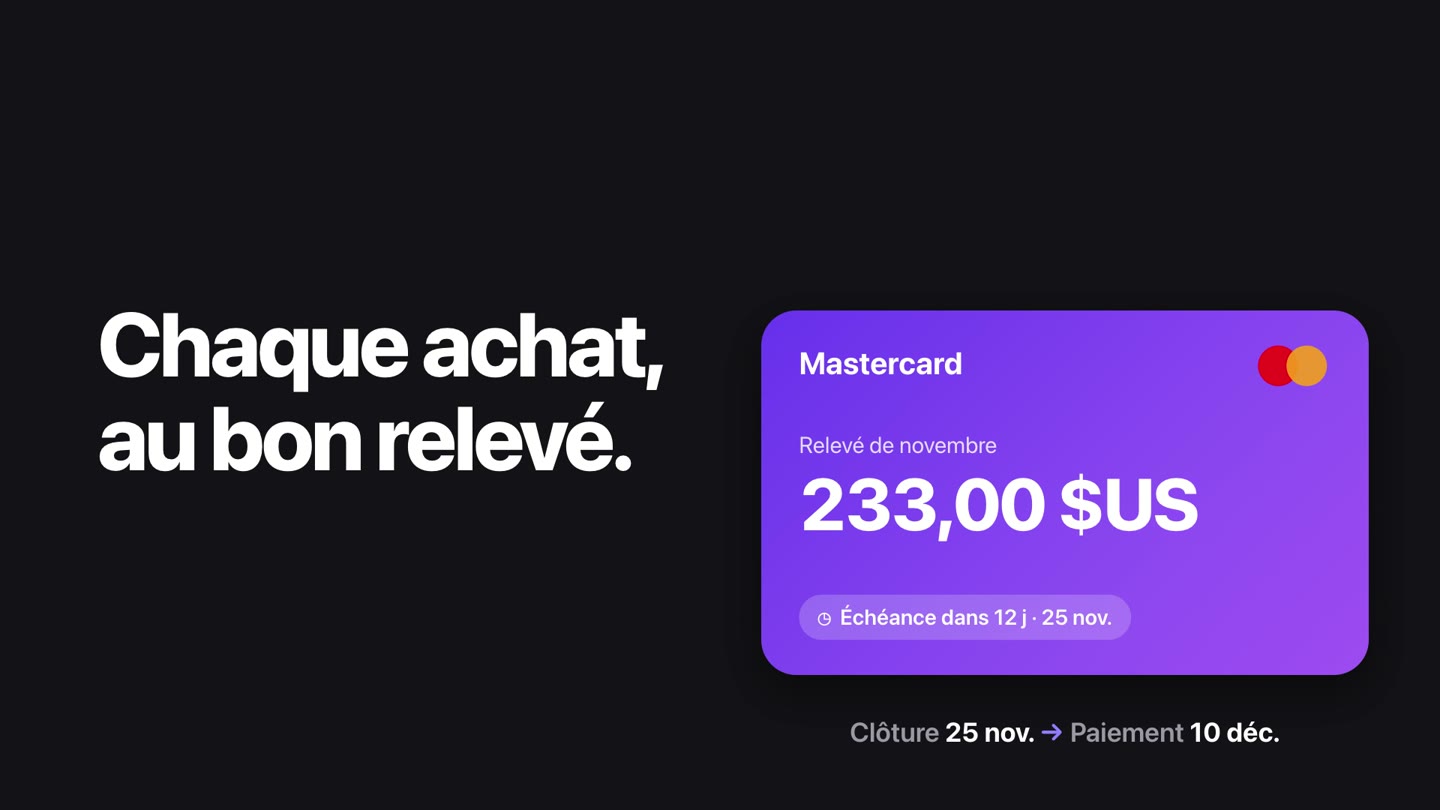 Chaque achat,
au bon relevé.
Mastercard
Relevé de novembre
233,00 $US
Échéance dans 12 j · 25 nov.
Clôture 25 nov. → Paiement 10 déc.